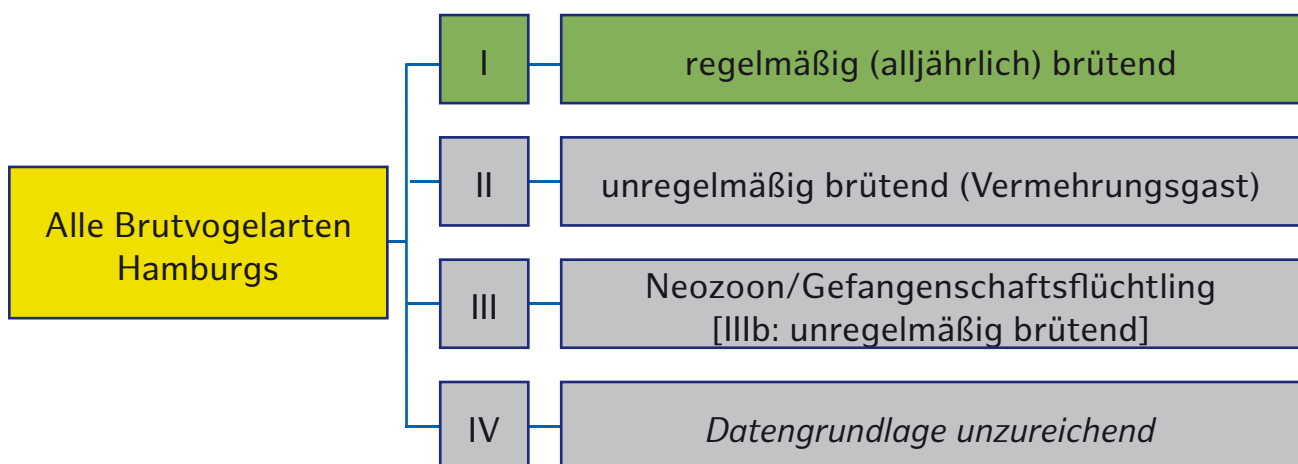 Alle Brutvogelarten
Hamburgs
I
regelmäßig (alljährlich) brütend
II
unregelmäßig brütend (Vermehrungsgast)
III
Neozoon/Gefangenschaftsflüchtling
[IIIb: unregelmäßig brütend]
IV
Datengrundlage unzureichend